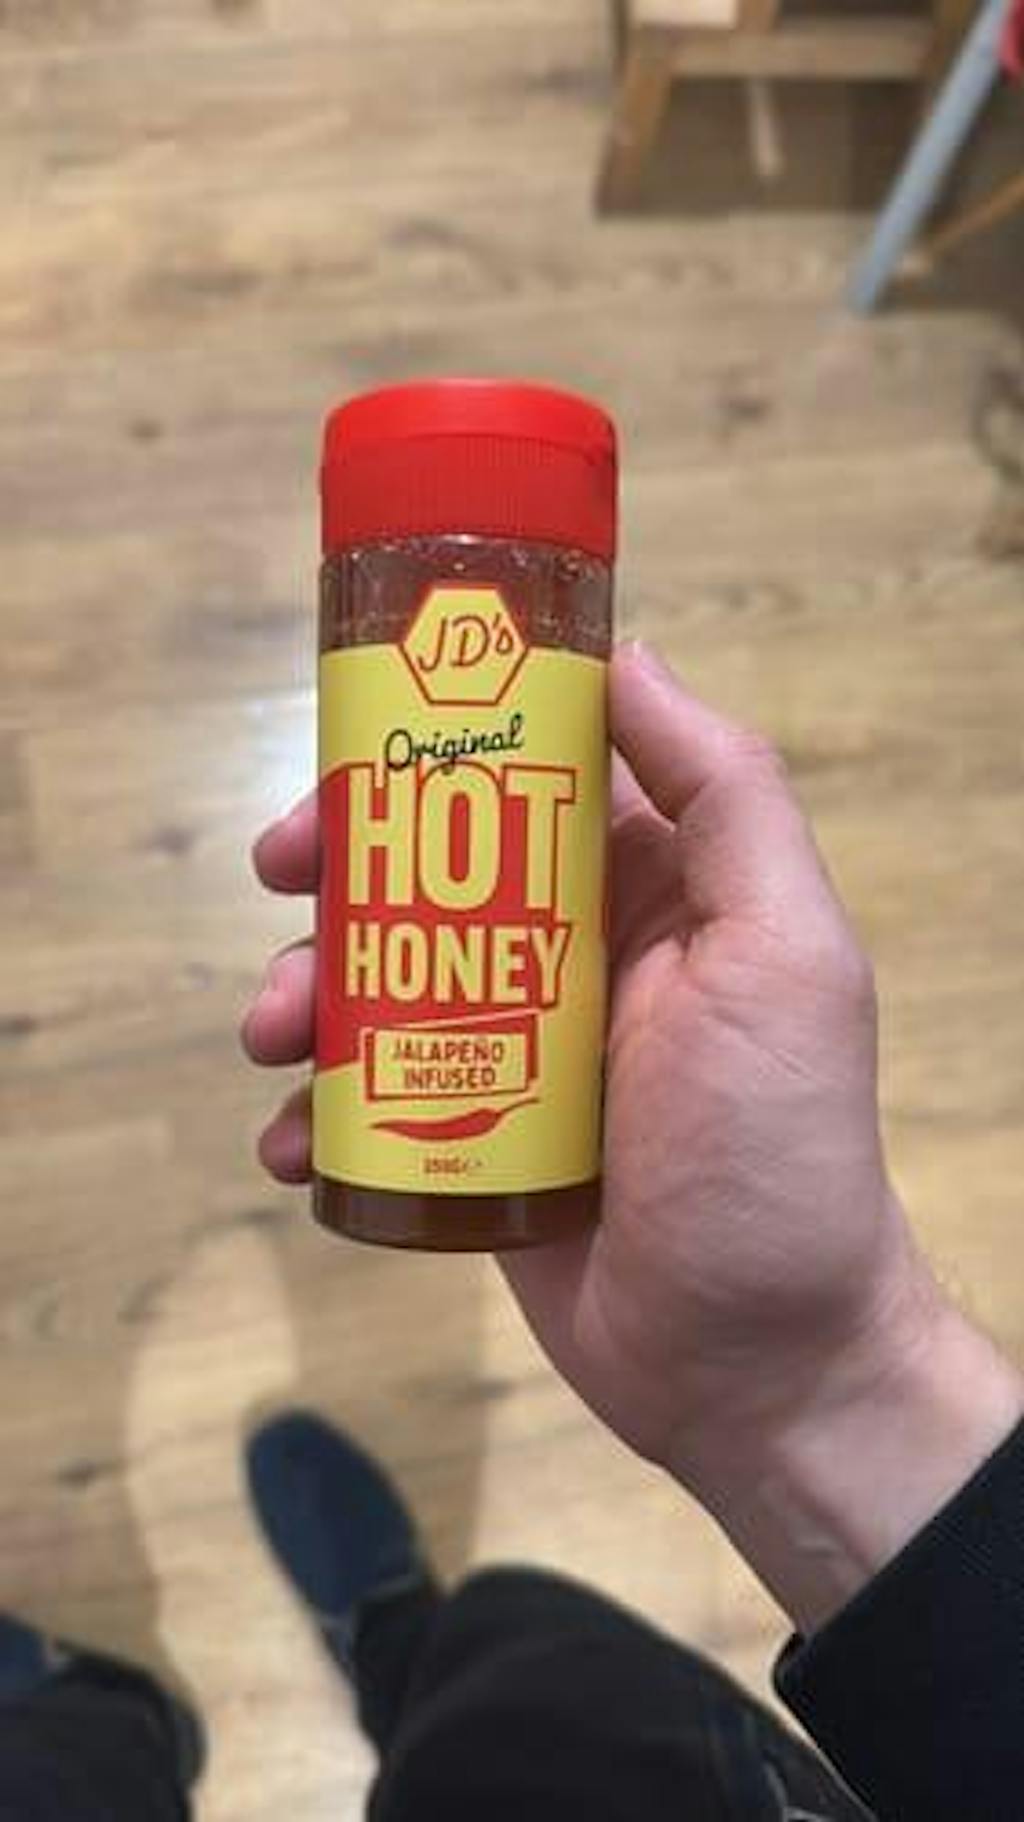 JD's
Original
HOT
HONEY
JALAPEÑO
INFUSED